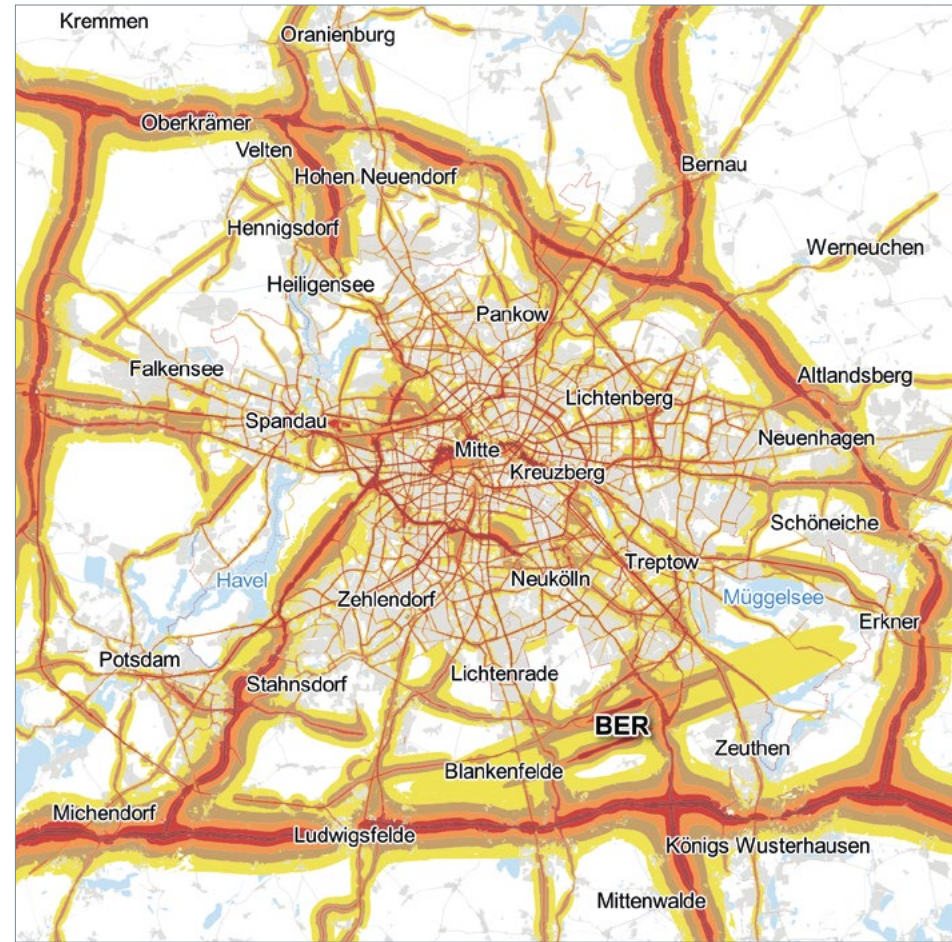 Kremmen
Oranienburg
Oberkrämer
Velten
Bernau
Hohen Neuendorf
Hennigsdorf
Werneuchen
Heiligensee
Pankow
Falkensee
Altlandsberg
Lichtenberg
Spandau
Neuenhagen
Mitte
Kreuzberg
Schöneiche
Treptow
Havel
Neukölln
Müggelsee
Zehlendorf
Erkner
Potsdam
Lichtenrade
Stahnsdorf
BER
Zeuthen
Blankenfelde
Michendorf
Ludwigsfelde
Königs Wusterhausen
Mittenwalde